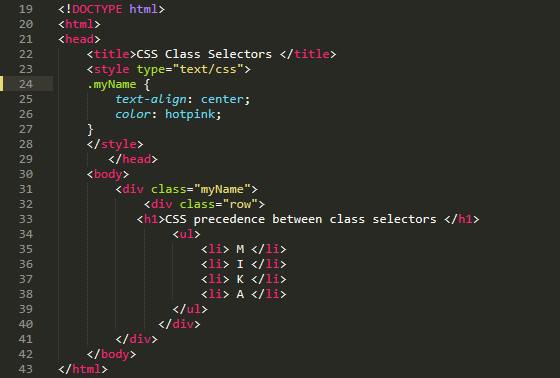 19 <!DOCTYPE html>
20 <html>
21 <head>
22     <title>CSS Class Selectors </title>
23     <style type="text/css">
24     .myName {
25         text-align: center;
26         color: hotpink;
27     }
28     </style>
29        </head>
30     <body>
31         <div class="myName">
32             <div class="row">
33            <h1>CSS precedence between class selectors </h1>
34                 <ul>
35                     <li> M </li>
36                     <li> I </li>
37                     <li> K </li>
38                     <li> A </li>
39                 </ul>
40               </div>
41         </div>
42     </body>
43 </html>